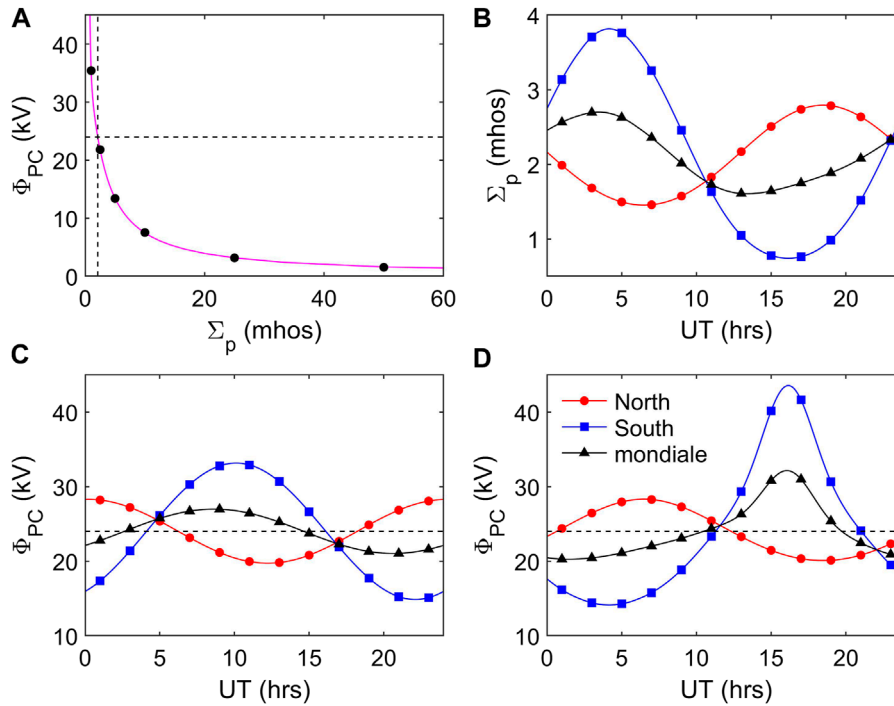 A
40
30
20
10
0
Φ_PC (kV)
0 20 40 60
Σ_p (mhos)
B
4
3
2
1
Σ_p (mhos)
0 5 10 15 20
UT (hrs)
C
40
30
20
10
Φ_PC (kV)
0 5 10 15 20
UT (hrs)
D
North
South
mondiale
40
30
20
10
Φ_PC (kV)
0 5 10 15 20
UT (hrs)